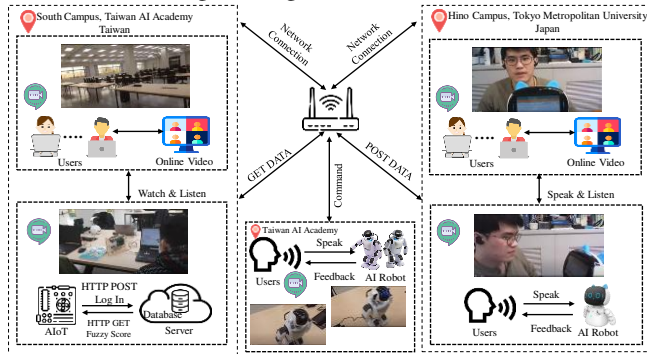 South Campus, Taiwan AI Academy
Taiwan
Users
Online Video
Watch & Listen
HTTP POST
Log In
HTTP GET
Fuzzy Score
AIoT
Database
Server
Network
Connection
Network
Connection
GET DATA
POST DATA
Command
Taiwan AI Academy
Speak
Feedback
Users
AI Robot
Hino Campus, Tokyo Metropolitan University
Japan
Users
Online Video
Speak & Listen
Speak
Feedback
Users
AI Robot